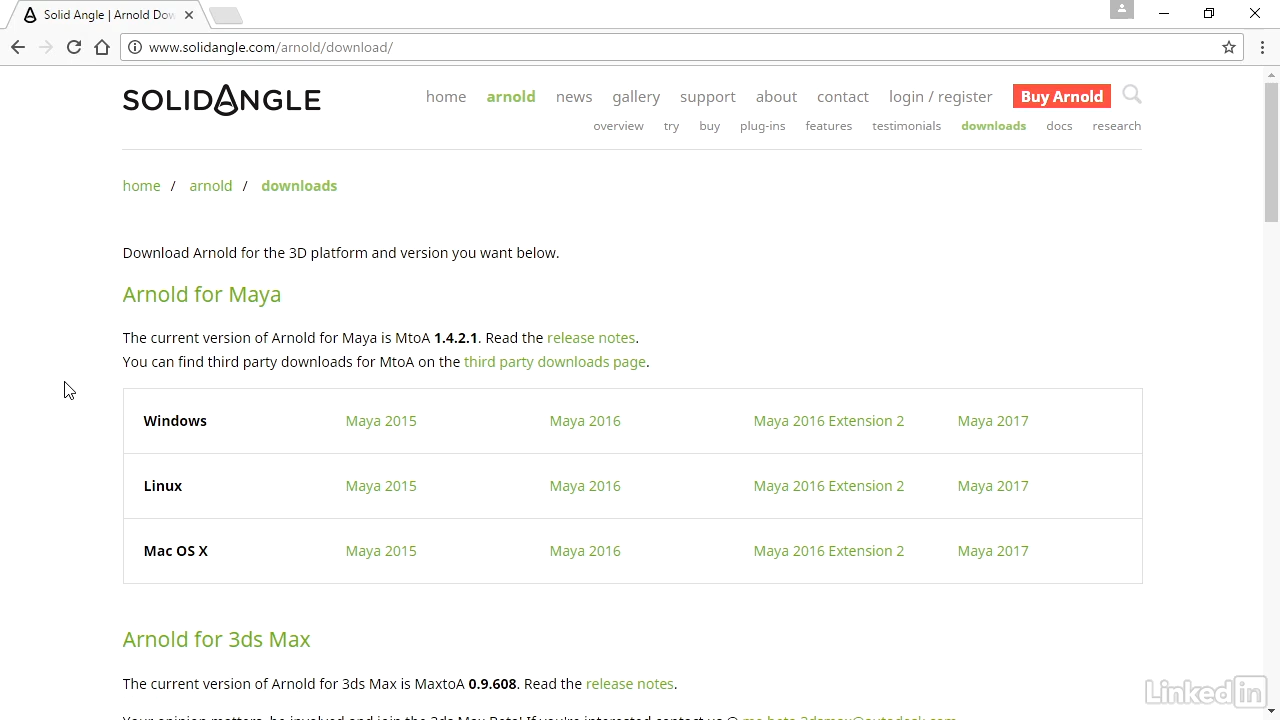 Solid Angle | Arnold Dow
www.solidangle.com/arnold/download/
SOLIDANGLE
home arnold news gallery support about contact login / register Buy Arnold
overview try buy plug-ins features testimonials downloads docs research
home / arnold / downloads
Download Arnold for the 3D platform and version you want below.
Arnold for Maya
The current version of Arnold for Maya is MtoA 1.4.2.1. Read the release notes.
You can find third party downloads for MtoA on the third party downloads page.
Windows Maya 2015 Maya 2016 Maya 2016 Extension 2 Maya 2017
Linux Maya 2015 Maya 2016 Maya 2016 Extension 2 Maya 2017
Mac OS X Maya 2015 Maya 2016 Maya 2016 Extension 2 Maya 2017
Arnold for 3ds Max
The current version of Arnold for 3ds Max is MaxtoA 0.9.608. Read the release notes.
Your opinion matters, be involved and join the 3ds Max Beta! If you're interested contact us @ me.beta.3dsmax@autodesk.com
LinkedIn